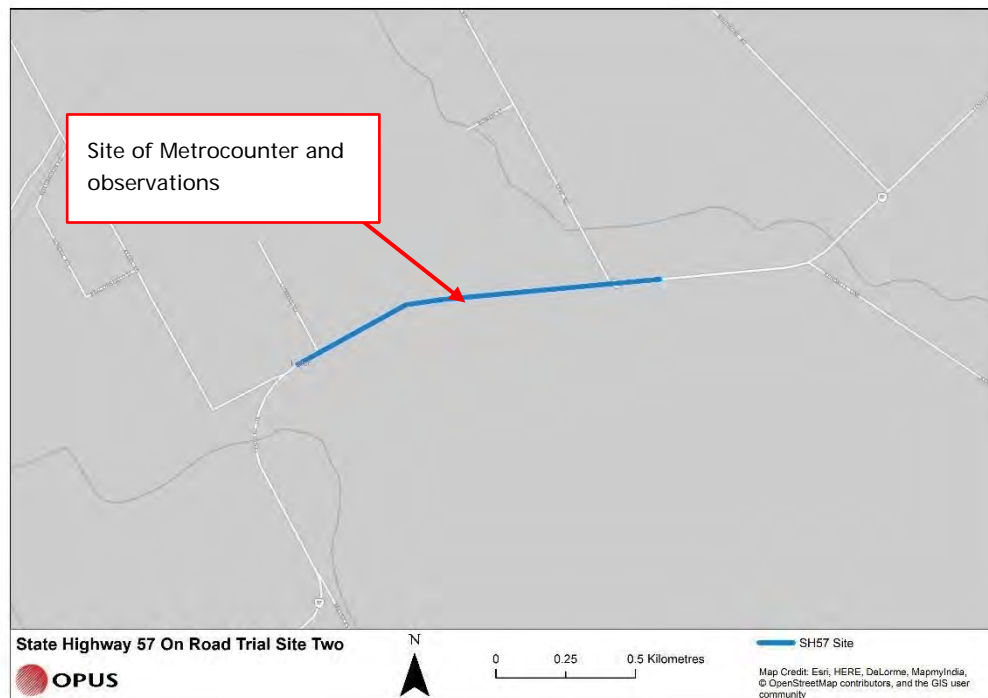 Site of Metrocounter and
observations
State Highway 57 On Road Trial Site Two
OPUS
N
0 0.25 0.5 Kilometres
SH57 Site
Map Credit: Esri, HERE, DeLorme, MapmyIndia,
© OpenStreetMap contributors, and the GIS user
community